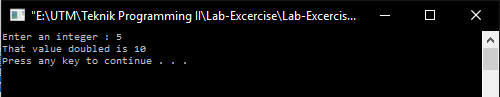 "E:\UTM\Teknik Programming II\Lab-Excercise\Lab-Excercis...
Enter an integer : 5
That value doubled is 10
Press any key to continue . . .